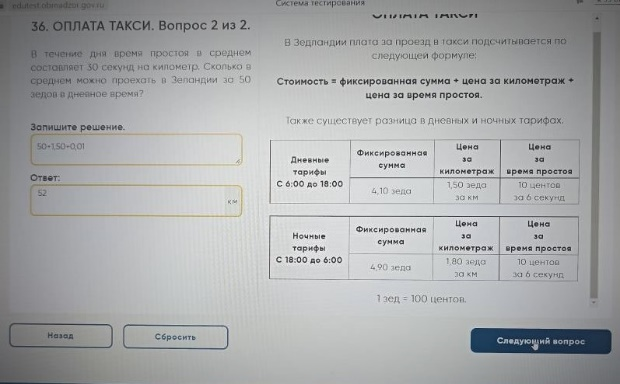 edutest.obrnadzor.gov.ru
Система тестирования
36. ОПЛАТА ТАКСИ. Вопрос 2 из 2.
В течение дня время простоя в среднем
составляет 30 секунд на километр. Сколько в
среднем можно проехать в Зеландии за 50
зедов в дневное время?
Запишите решение.
50+1,50+0,01
Ответ:
52
км
ОПЛАТА ТАКСИ
В Зедландии плата за проезд в такси подсчитывается по
следующей формуле:
Стоимость = фиксированная сумма + цена за километраж +
цена за время простоя.
Также существует разница в дневных и ночных тарифах.
Дневные
тарифы
С 6:00 до 18:00
Фиксированная
сумма
Цена
за
километраж
Цена
за
время простоя
4,10 зеда
1,50 зеда
за км
10 центов
за 6 секунд
Ночные
тарифы
С 18:00 до 6:00
Фиксированная
сумма
Цена
за
километраж
Цена
за
время простоя
4,90 зеда
1,80 зеда
за км
10 центов
за 6 секунд
1 зед = 100 центов.
Назад
Сбросить
Следующий вопрос